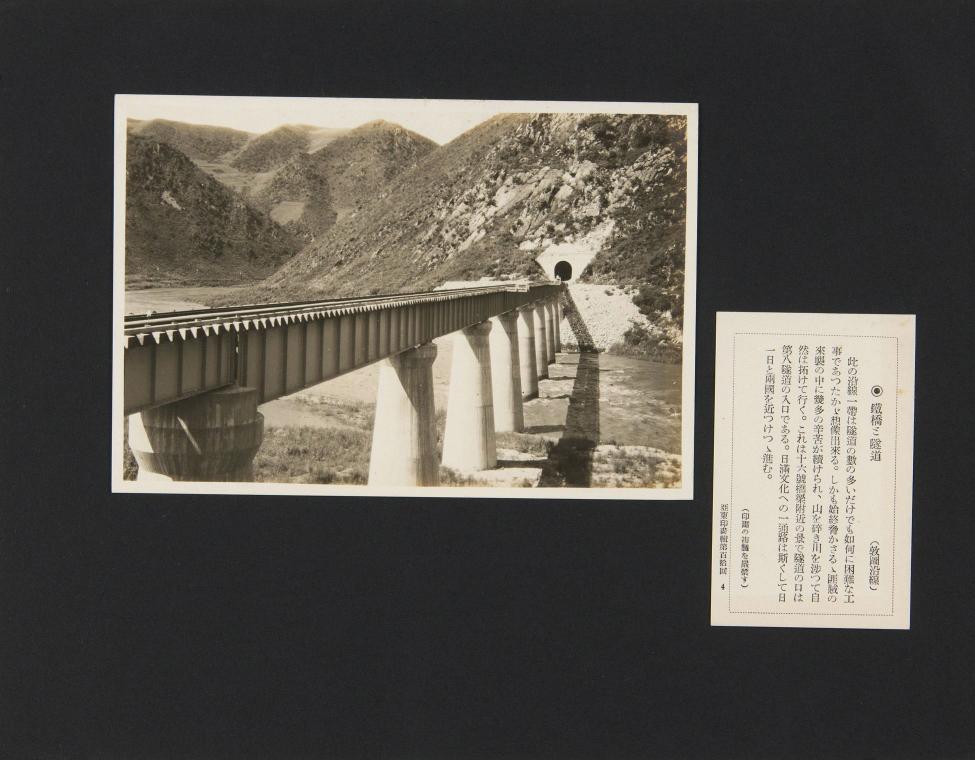 ◉ 鐵橋と隧道
（敦圖沿線）
此の沿線一帶は隧道の數の多いだけでも如何に困難な工
事であつたかゞ想像出來る。しかも始終脅かさるゝ匪賊の
來襲の中に幾多の辛苦が續けられ、山を碎き川を渉つて自
然は拓けて行く。これは十六號橋梁附近の景で隧道の口は
第八隧道の入口である。日滿文化への一通路は斯くして日
一日と兩國を近つけつゝ進む。
（印畫の複製を嚴禁す）
亞東印畫輯第百拾回 4